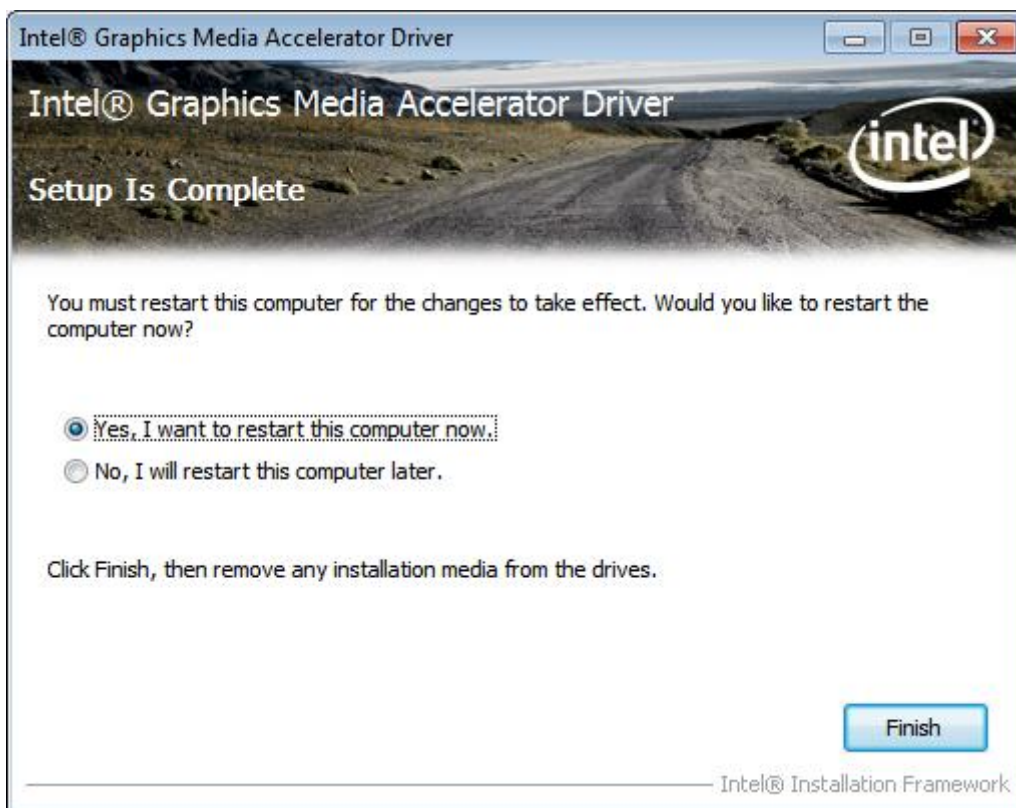 Intel® Graphics Media Accelerator Driver
Intel® Graphics Media Accelerator Driver
intel
Setup Is Complete
You must restart this computer for the changes to take effect. Would you like to restart the
computer now?
Yes, I want to restart this computer now.
No, I will restart this computer later.
Click Finish, then remove any installation media from the drives.
Finish
Intel® Installation Framework